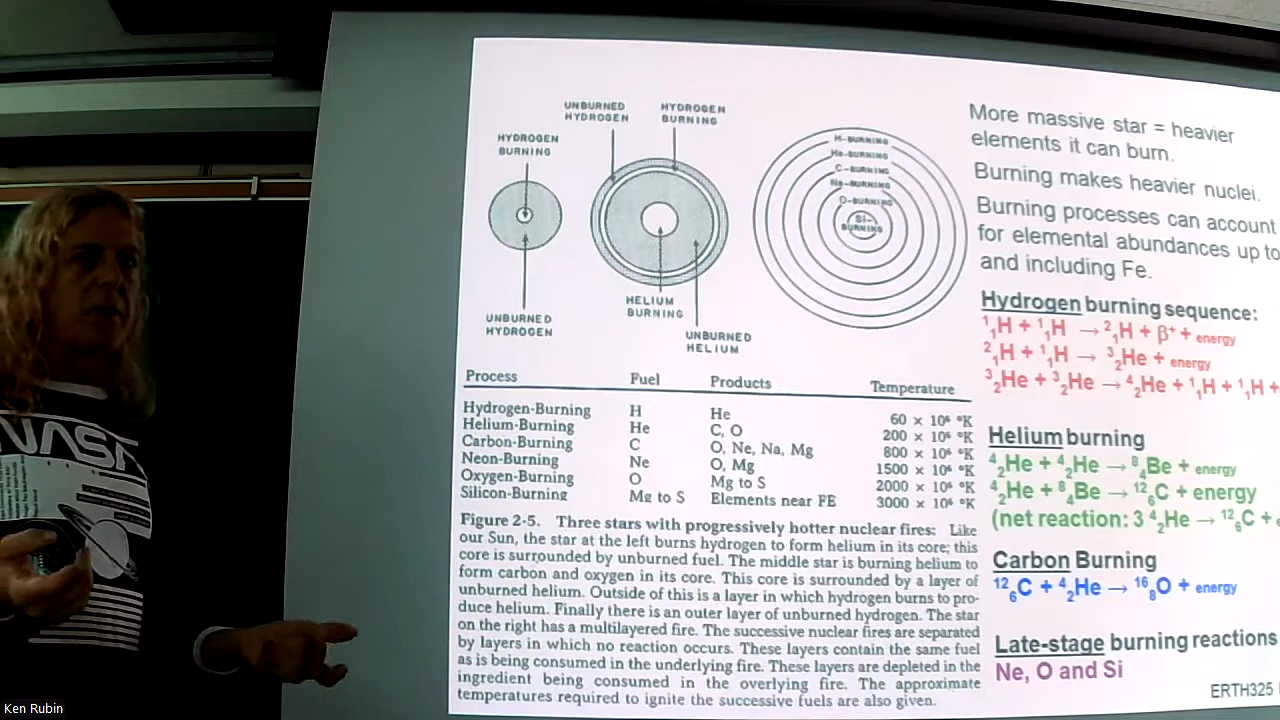 UNBURNED
HYDROGEN
HYDROGEN
BURNING
HYDROGEN
BURNING
UNBURNED
HYDROGEN
HELIUM
BURNING
UNBURNED
HELIUM
H-BURNING
He-BURNING
C-BURNING
Ne-BURNING
O-BURNING
Si-
BURNING
Process Fuel Products Temperature
Hydrogen-Burning H He 60 × 10⁶ °K
Helium-Burning He C, O 200 × 10⁶ °K
Carbon-Burning C O, Ne, Na, Mg 800 × 10⁶ °K
Neon-Burning Ne O, Mg 1500 × 10⁶ °K
Oxygen-Burning O Mg to S 2000 × 10⁶ °K
Silicon-Burning Mg to S Elements near FE 3000 × 10⁶ °K
Figure 2-5. Three stars with progressively hotter nuclear fires: Like
our Sun, the star at the left burns hydrogen to form helium in its core; this
core is surrounded by unburned fuel. The middle star is burning helium to
form carbon and oxygen in its core. This core is surrounded by a layer of
unburned helium. Outside of this is a layer in which hydrogen burns to pro-
duce helium. Finally there is an outer layer of unburned hydrogen. The star
on the right has a multilayered fire. The successive nuclear fires are separated
by layers in which no reaction occurs. These layers contain the same fuel
as is being consumed in the underlying fire. These layers are depleted in the
ingredient being consumed in the overlying fire. The approximate
temperatures required to ignite the successive fuels are also given.
More massive star = heavier
elements it can burn.
Burning makes heavier nuclei.
Burning processes can account
for elemental abundances up to
and including Fe.
Hydrogen burning sequence:
¹₁H + ¹₁H → ²₁H + β⁺ + energy
²₁H + ¹₁H → ³₂He + energy
³₂He + ³₂He → ⁴₂He + ¹₁H + ¹₁H +
Helium burning
⁴₂He + ⁴₂He → ⁸₄Be + energy
⁴₂He + ⁸₄Be → ¹²₆C + energy
(net reaction: 3 ⁴₂He → ¹²₆C +
Carbon Burning
¹²₆C + ⁴₂He → ¹⁶₈O + energy
Late-stage burning reactions
Ne, O and Si
ERTH325
NASA
Ken Rubin